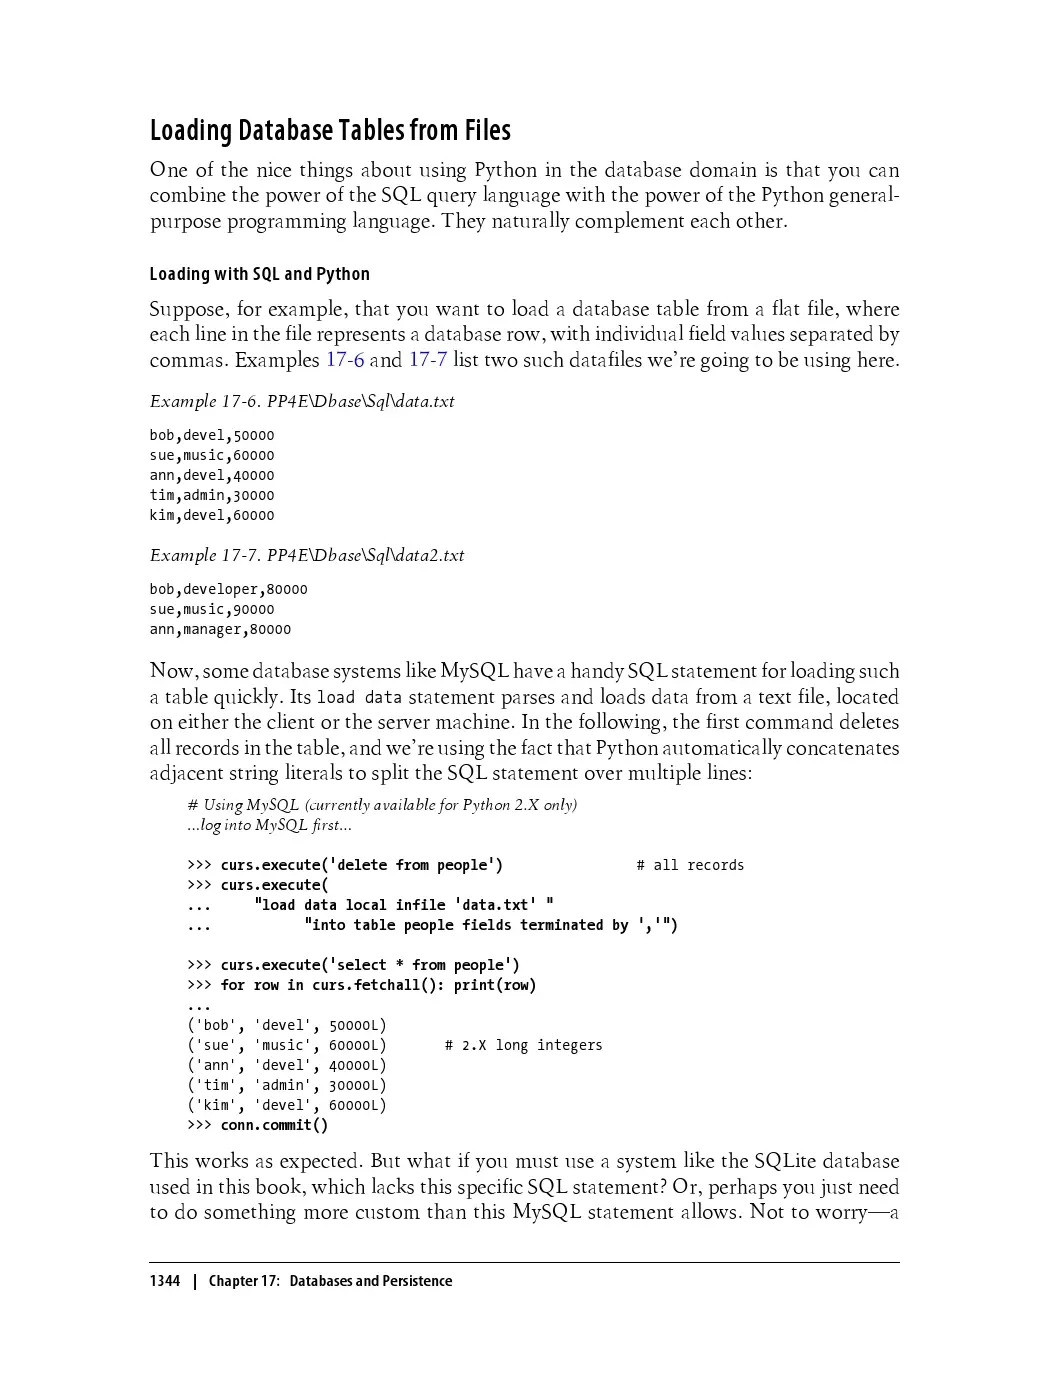 Loading Database Tables from Files
One of the nice things about using Python in the database domain is that you can
combine the power of the SQL query language with the power of the Python general-
purpose programming language. They naturally complement each other.
Loading with SQL and Python
Suppose, for example, that you want to load a database table from a flat file, where
each line in the file represents a database row, with individual field values separated by
commas. Examples 17-6 and 17-7 list two such datafiles we’re going to be using here.
Example 17-6. PP4E\Dbase\Sql\data.txt
bob,devel,50000
sue,music,60000
ann,devel,40000
tim,admin,30000
kim,devel,60000
Example 17-7. PP4E\Dbase\Sql\data2.txt
bob,developer,80000
sue,music,90000
ann,manager,80000
Now, some database systems like MySQL have a handy SQL statement for loading such
a table quickly. Its load data statement parses and loads data from a text file, located
on either the client or the server machine. In the following, the first command deletes
all records in the table, and we’re using the fact that Python automatically concatenates
adjacent string literals to split the SQL statement over multiple lines:
# Using MySQL (currently available for Python 2.X only)
...log into MySQL first...
>>> curs.execute('delete from people')                # all records
>>> curs.execute(
...     "load data local infile 'data.txt' "
...           "into table people fields terminated by ','")
>>> curs.execute('select * from people')
>>> for row in curs.fetchall(): print(row)
...
('bob', 'devel', 50000L)
('sue', 'music', 60000L)       # 2.X long integers
('ann', 'devel', 40000L)
('tim', 'admin', 30000L)
('kim', 'devel', 60000L)
>>> conn.commit()
This works as expected. But what if you must use a system like the SQLite database
used in this book, which lacks this specific SQL statement? Or, perhaps you just need
to do something more custom than this MySQL statement allows. Not to worry—a
1344 | Chapter 17: Databases and Persistence